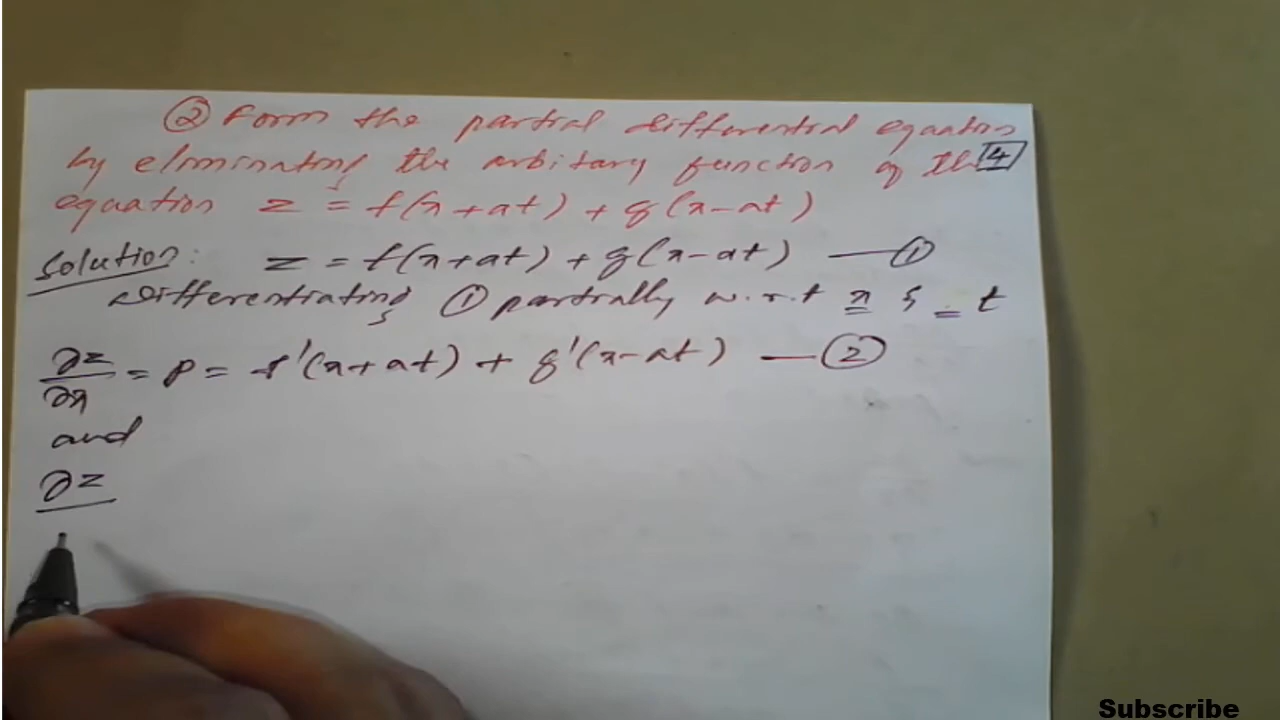 ② Form the partial differential equation
by eliminating the arbitary function of the [4]
equation z = f(x+at) + g(x-at)
Solution: z = f(x+at) + g(x-at) — ①
Differentiating ① partially w.r.t x & t
∂z/∂x = p = f'(x+at) + g'(x-at) — ②
and
∂z
Subscribe